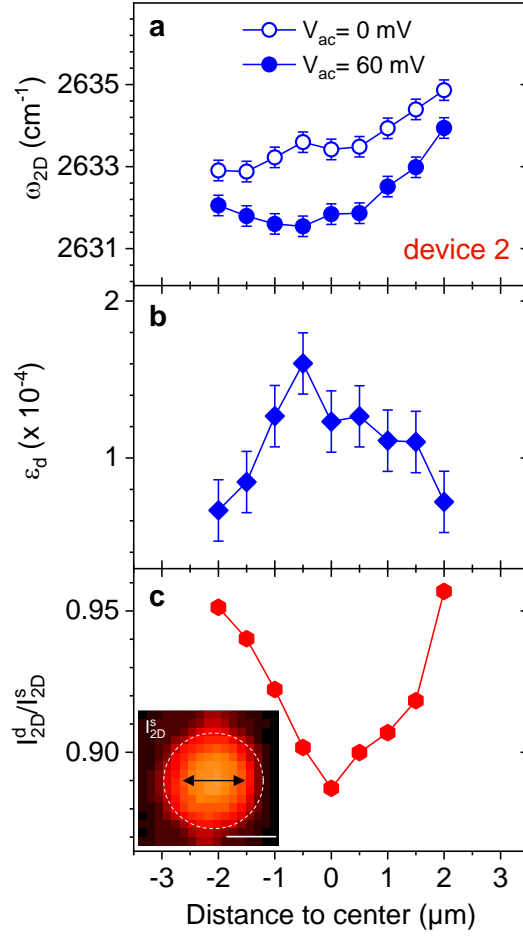 a
V_ac = 0 mV
V_ac = 60 mV
2635
2633
2631
ω_2D (cm⁻¹)
device 2
b
2
1
ε_d (x 10⁻⁴)
c
0.95
0.90
I^d_2D/I^s_2D
I^s_2D
-3 -2 -1 0 1 2 3
Distance to center (μm)